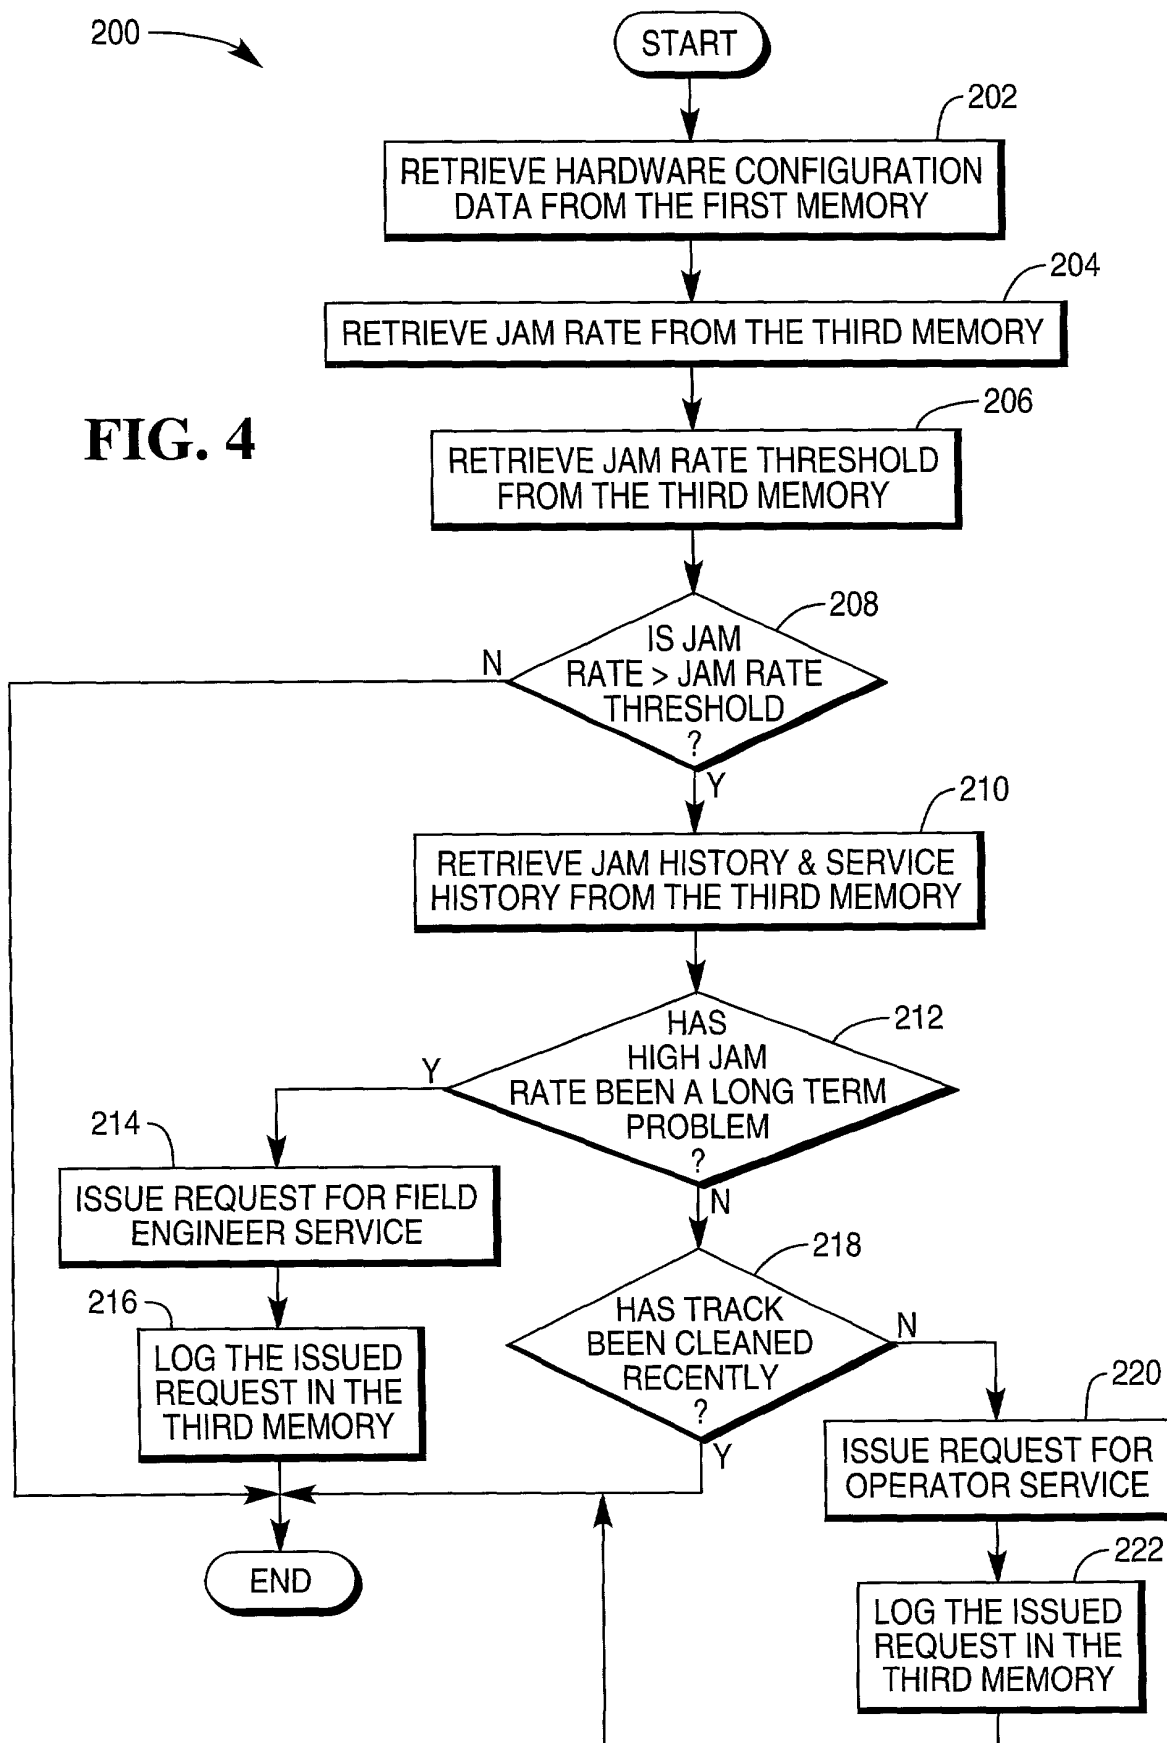 200
START
202
RETRIEVE HARDWARE CONFIGURATION
DATA FROM THE FIRST MEMORY
204
RETRIEVE JAM RATE FROM THE THIRD MEMORY
FIG. 4
206
RETRIEVE JAM RATE THRESHOLD
FROM THE THIRD MEMORY
208
IS JAM
RATE > JAM RATE
THRESHOLD
?
N
Y
210
RETRIEVE JAM HISTORY & SERVICE
HISTORY FROM THE THIRD MEMORY
212
HAS
HIGH JAM
RATE BEEN A LONG TERM
PROBLEM
?
Y
N
214
ISSUE REQUEST FOR FIELD
ENGINEER SERVICE
216
LOG THE ISSUED
REQUEST IN THE
THIRD MEMORY
218
HAS TRACK
BEEN CLEANED
RECENTLY
?
N
Y
220
ISSUE REQUEST FOR
OPERATOR SERVICE
222
LOG THE ISSUED
REQUEST IN THE
THIRD MEMORY
END